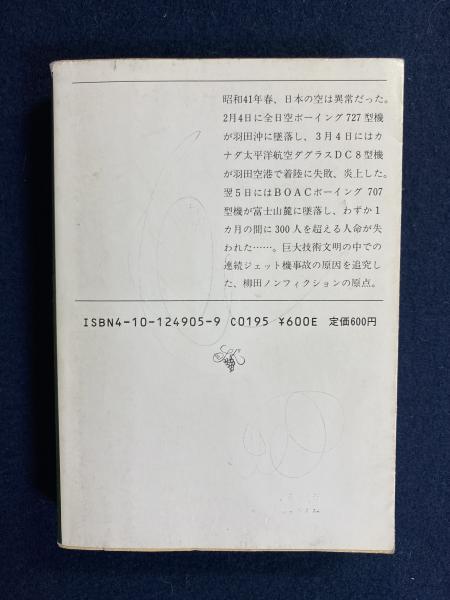 昭和41年春、日本の空は異常だった。
2月4日に全日空ボーイング727型機
が羽田沖に墜落し、3月4日にはカ
ナダ太平洋航空ダグラスDC8型機
が羽田空港で着陸に失敗、炎上した。
翌5日にはBOACボーイング707
型機が富士山麓に墜落し、わずか1
カ月の間に300人を超える人命が失
われた……。巨大技術文明の中での
連続ジェット機事故の原因を追究し
た、柳田ノンフィクションの原点。
ISBN4-10-124905-9 C0195 ¥600E 定価600円